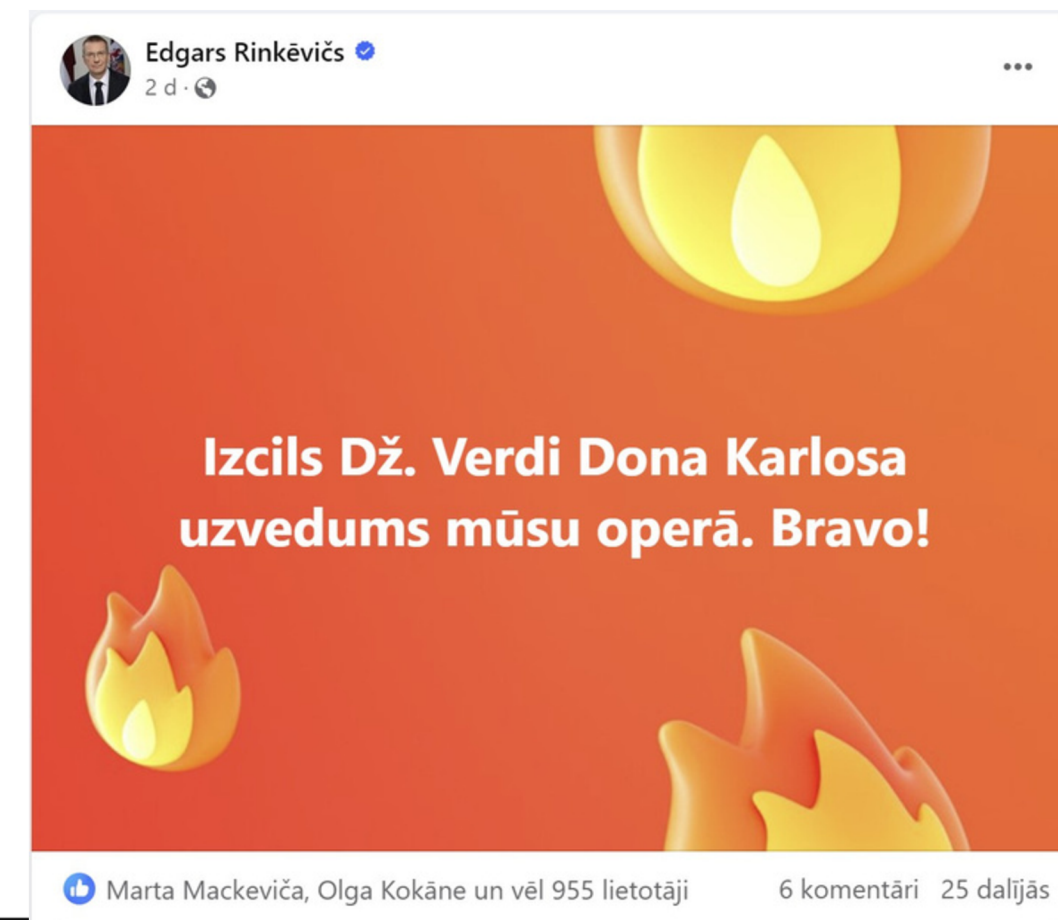 Edgars Rinkēvičs
2 d ·
Izcils Dž. Verdi Dona Karlosa
uzvedums mūsu operā. Bravo!
Marta Mackeviča, Olga Kokāne un vēl 955 lietotāji 6 komentāri 25 dalījās